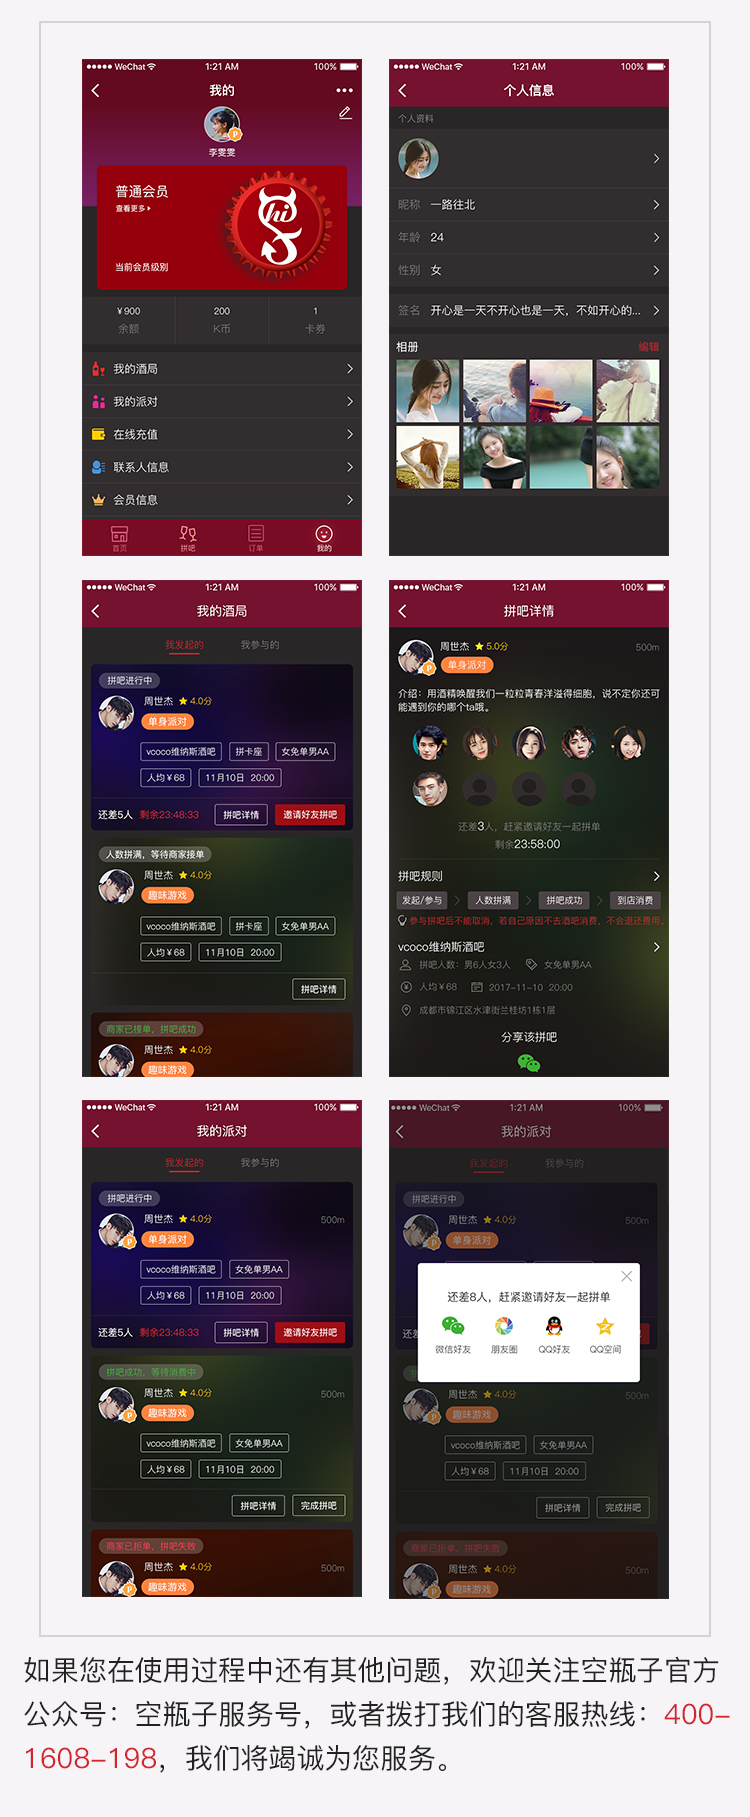 WeChat 1:21 AM 100%
我的
李雯雯
普通会员
查看更多
hi
当前会员级别
¥900 200 1
余额 K币 卡券
我的酒局
我的派对
在线充值
联系人信息
会员信息
首页 拼吧 订单 我的
WeChat 1:21 AM 100%
个人信息
个人资料
昵称 一路往北
年龄 24
性别 女
签名 开心是一天不开心也是一天，不如开心的...
相册 编辑
WeChat 1:21 AM 100%
我的酒局
我发起的 我参与的
拼吧进行中
周世杰 4.0分
单身派对
vcoco维纳斯酒吧 拼卡座 女免单男AA
人均¥68 11月10日 20:00
还差5人 剩余23:48:33 拼吧详情 邀请好友拼吧
人数拼满，等待商家接单
周世杰 4.0分
趣味游戏
vcoco维纳斯酒吧 拼卡座 女免单男AA
人均¥68 11月10日 20:00
拼吧详情
商家已接单，拼吧成功
周世杰 4.0分
趣味游戏
WeChat 1:21 AM 100%
拼吧详情
周世杰 5.0分 500m
P 单身派对
介绍：用酒精唤醒我们一粒粒青春洋溢得细胞，说不定你还可
能遇到你的哪个ta哦。
还差3人，赶紧邀请好友一起拼单
剩余23:58:00
拼吧规则
发起/参与 人数拼满 拼吧成功 到店消费
参与拼吧后不能取消，若自己原因不去酒吧消费，不会退还费用，
vcoco维纳斯酒吧
拼吧人数：男6人女3人 女免单男AA
人均¥68 2017-11-10 20:00
成都市锦江区水津街兰桂坊1栋1层
分享该拼吧
WeChat 1:21 AM 100%
我的派对
我发起的 我参与的
拼吧进行中
周世杰 4.0分 500m
P 单身派对
vcoco维纳斯酒吧 女免单男AA
人均¥68 11月10日 20:00
还差5人 剩余23:48:33 拼吧详情 邀请好友拼吧
拼吧成功，等待消费中
周世杰 4.0分 500m
P 趣味游戏
vcoco维纳斯酒吧 女免单男AA
人均¥68 11月10日 20:00
拼吧详情 完成拼吧
商家已拒单，拼吧失败
周世杰 4.0分 500m
P 趣味游戏
WeChat 1:21 AM 100%
我的派对
我发起的 我参与的
拼吧进行中
周世杰 4.0分 500m
P 单身派对
还差8人，赶紧邀请好友一起拼单
微信好友 朋友圈 QQ好友 QQ空间
还差
周世杰 4.0分 500m
P 趣味游戏
vcoco维纳斯酒吧 女免单男AA
人均¥68 11月10日 20:00
拼吧详情 完成拼吧
商家已拒单，拼吧失败
周世杰 4.0分 500m
P 趣味游戏
如果您在使用过程中还有其他问题，欢迎关注空瓶子官方
公众号：空瓶子服务号，或者拨打我们的客服热线：400-
1608-198，我们将竭诚为您服务。